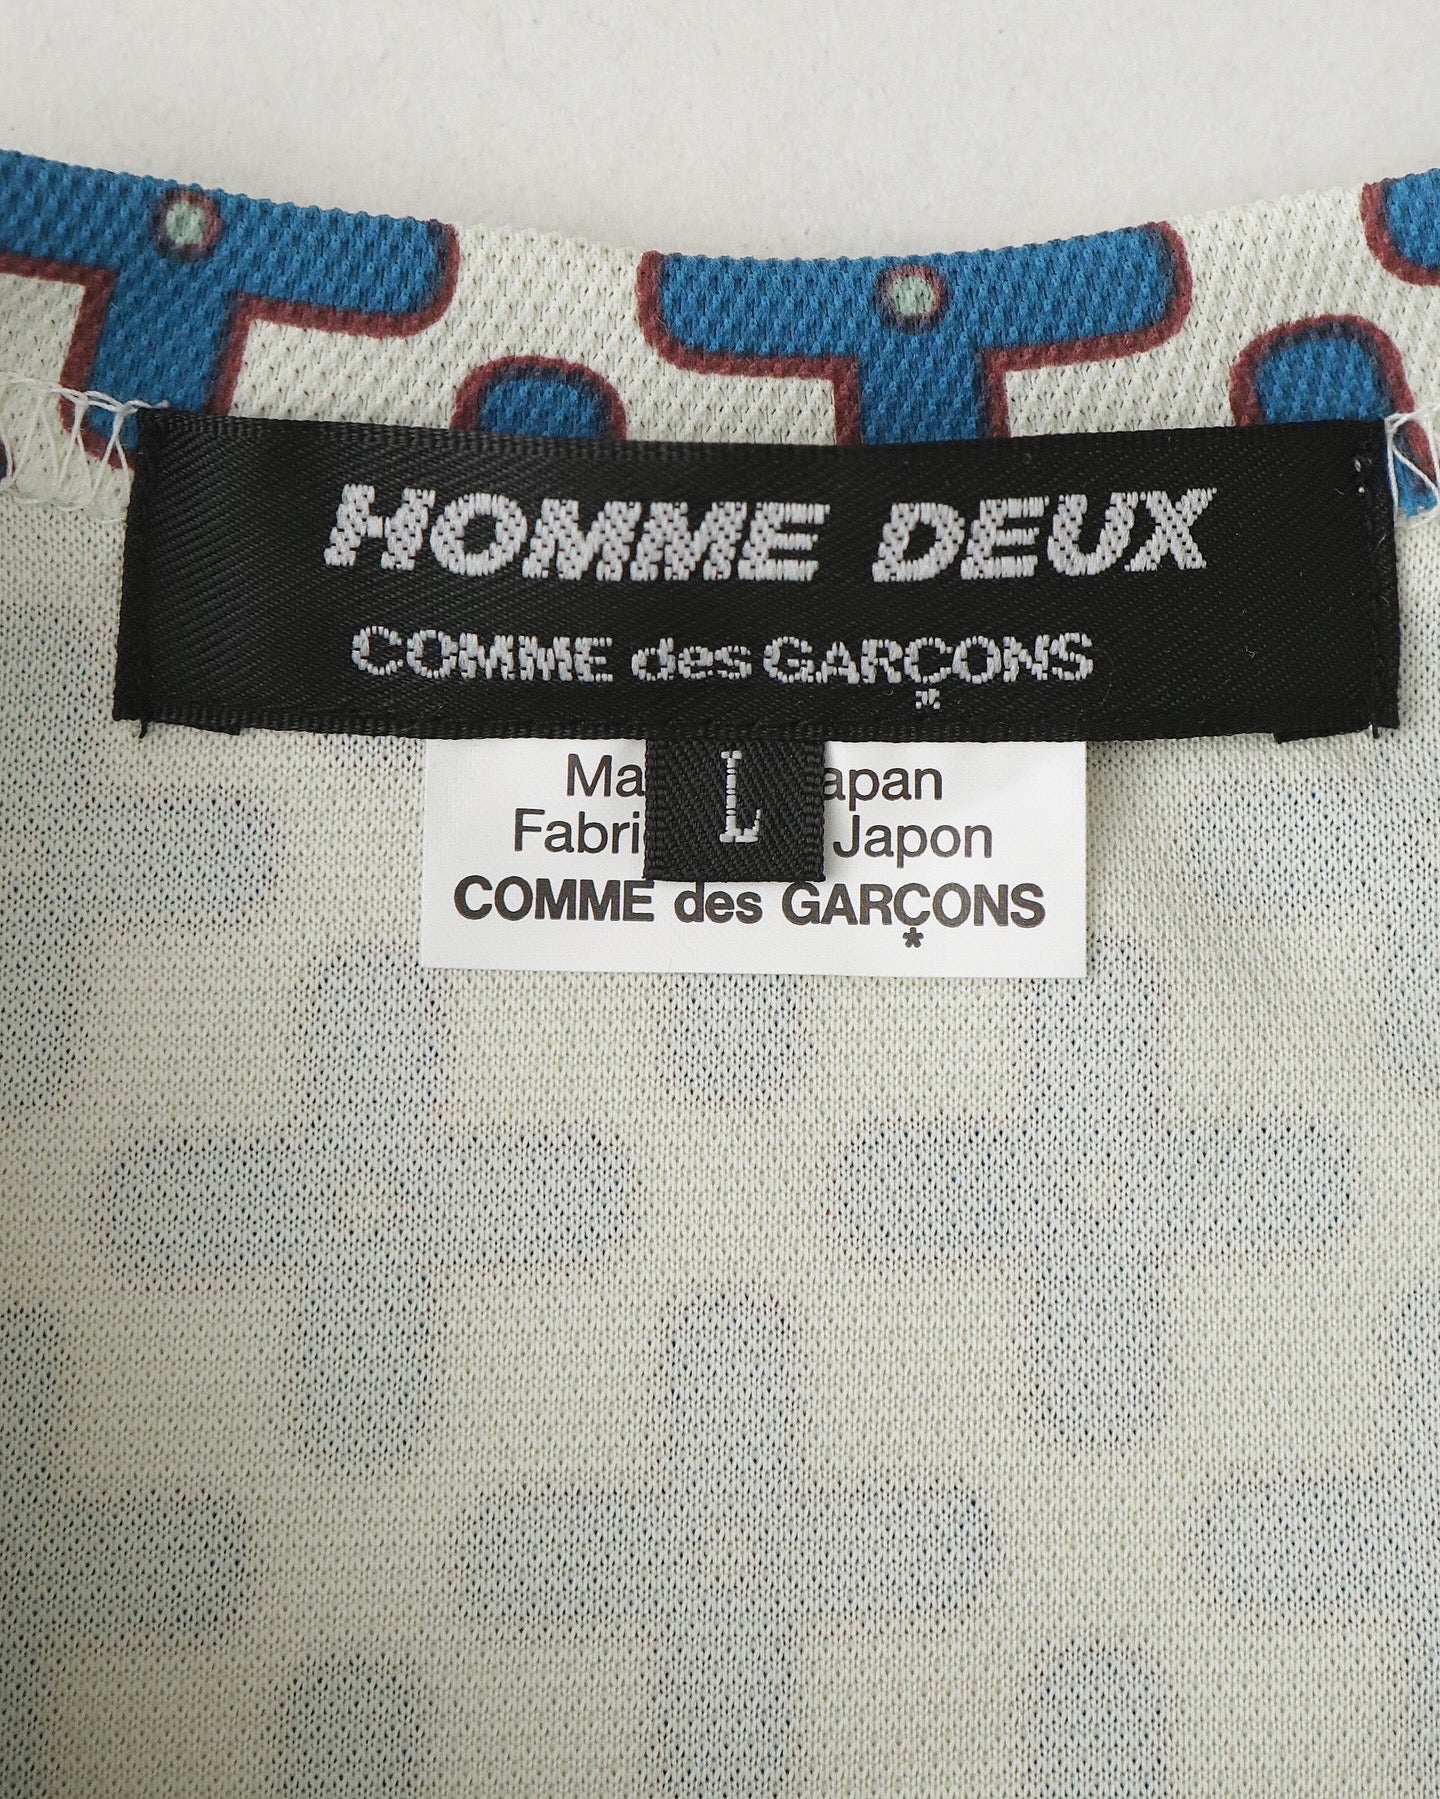 HOMME DEUX
COMME des GARÇONS
*
L
Ma apan
Fabri Japon
COMME des GARÇONS
*